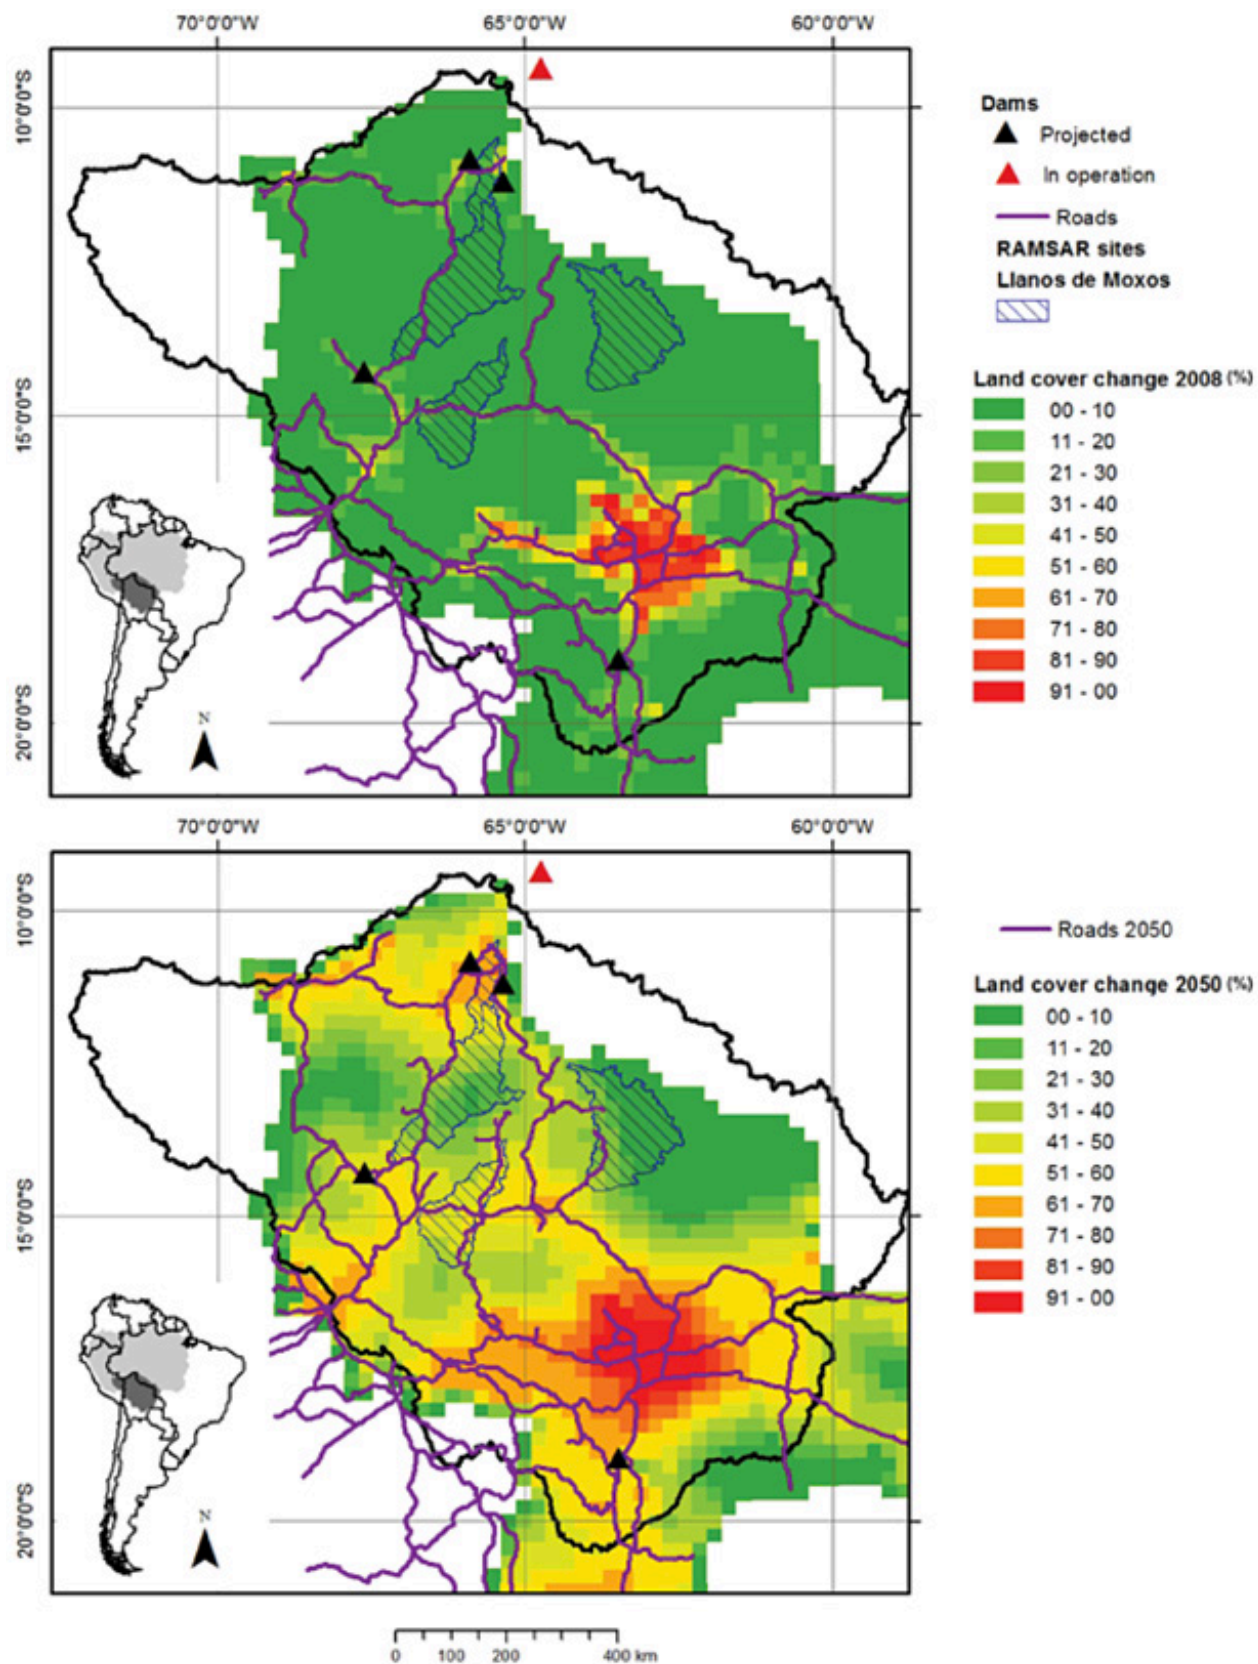 70°0'0"W 65°0'0"W 60°0'0"W
10°0'0"S
15°0'0"S
20°0'0"S
N
Dams
Projected
In operation
Roads
RAMSAR sites
Llanos de Moxos
Land cover change 2008 (%)
00 - 10
11 - 20
21 - 30
31 - 40
41 - 50
51 - 60
61 - 70
71 - 80
81 - 90
91 - 00
70°0'0"W 65°0'0"W 60°0'0"W
10°0'0"S
15°0'0"S
20°0'0"S
N
Roads 2050
Land cover change 2050 (%)
00 - 10
11 - 20
21 - 30
31 - 40
41 - 50
51 - 60
61 - 70
71 - 80
81 - 90
91 - 00
0 100 200 400 km